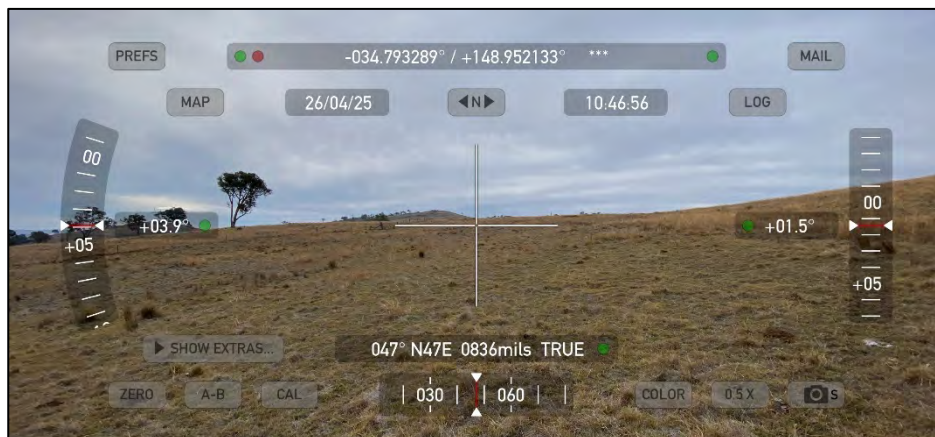 PREFS
-034.793289° / +148.952133° ***
MAIL
MAP
26/04/25
N
10:46:56
LOG
00
+03.9°
+05
00
+01.5°
+05
SHOW EXTRAS...
047° N47E 0836mils TRUE
ZERO
A-B
CAL
030
060
COLOR
0.5 X
S